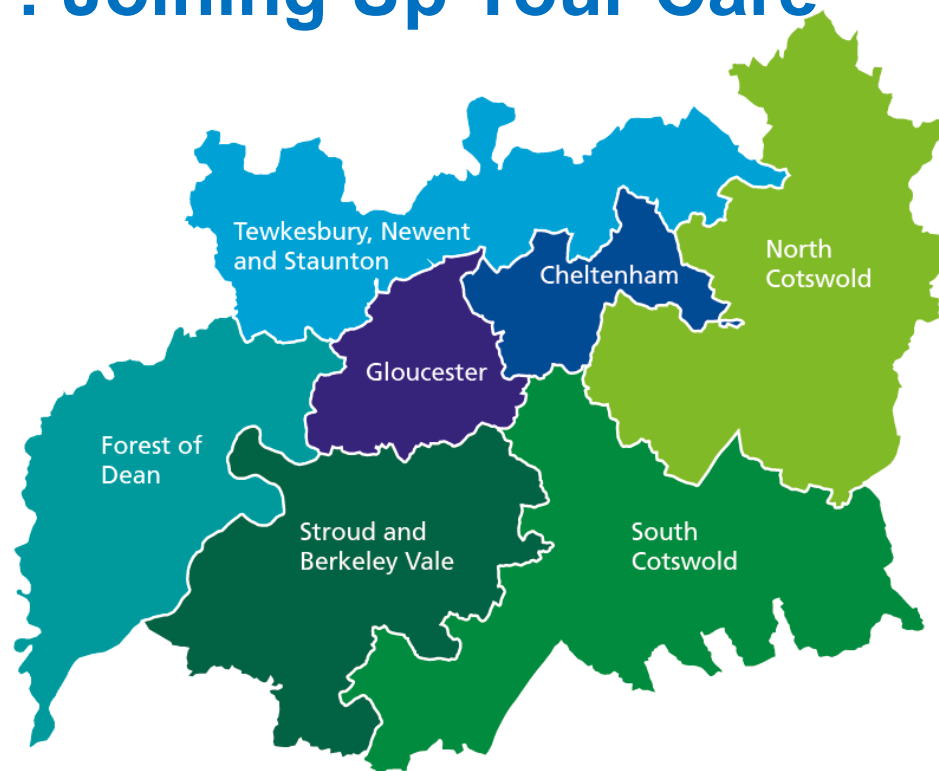 : Joining Up Your Care
Tewkesbury, Newent
and Staunton
Cheltenham
North
Cotswold
Gloucester
Forest of
Dean
Stroud and
Berkeley Vale
South
Cotswold